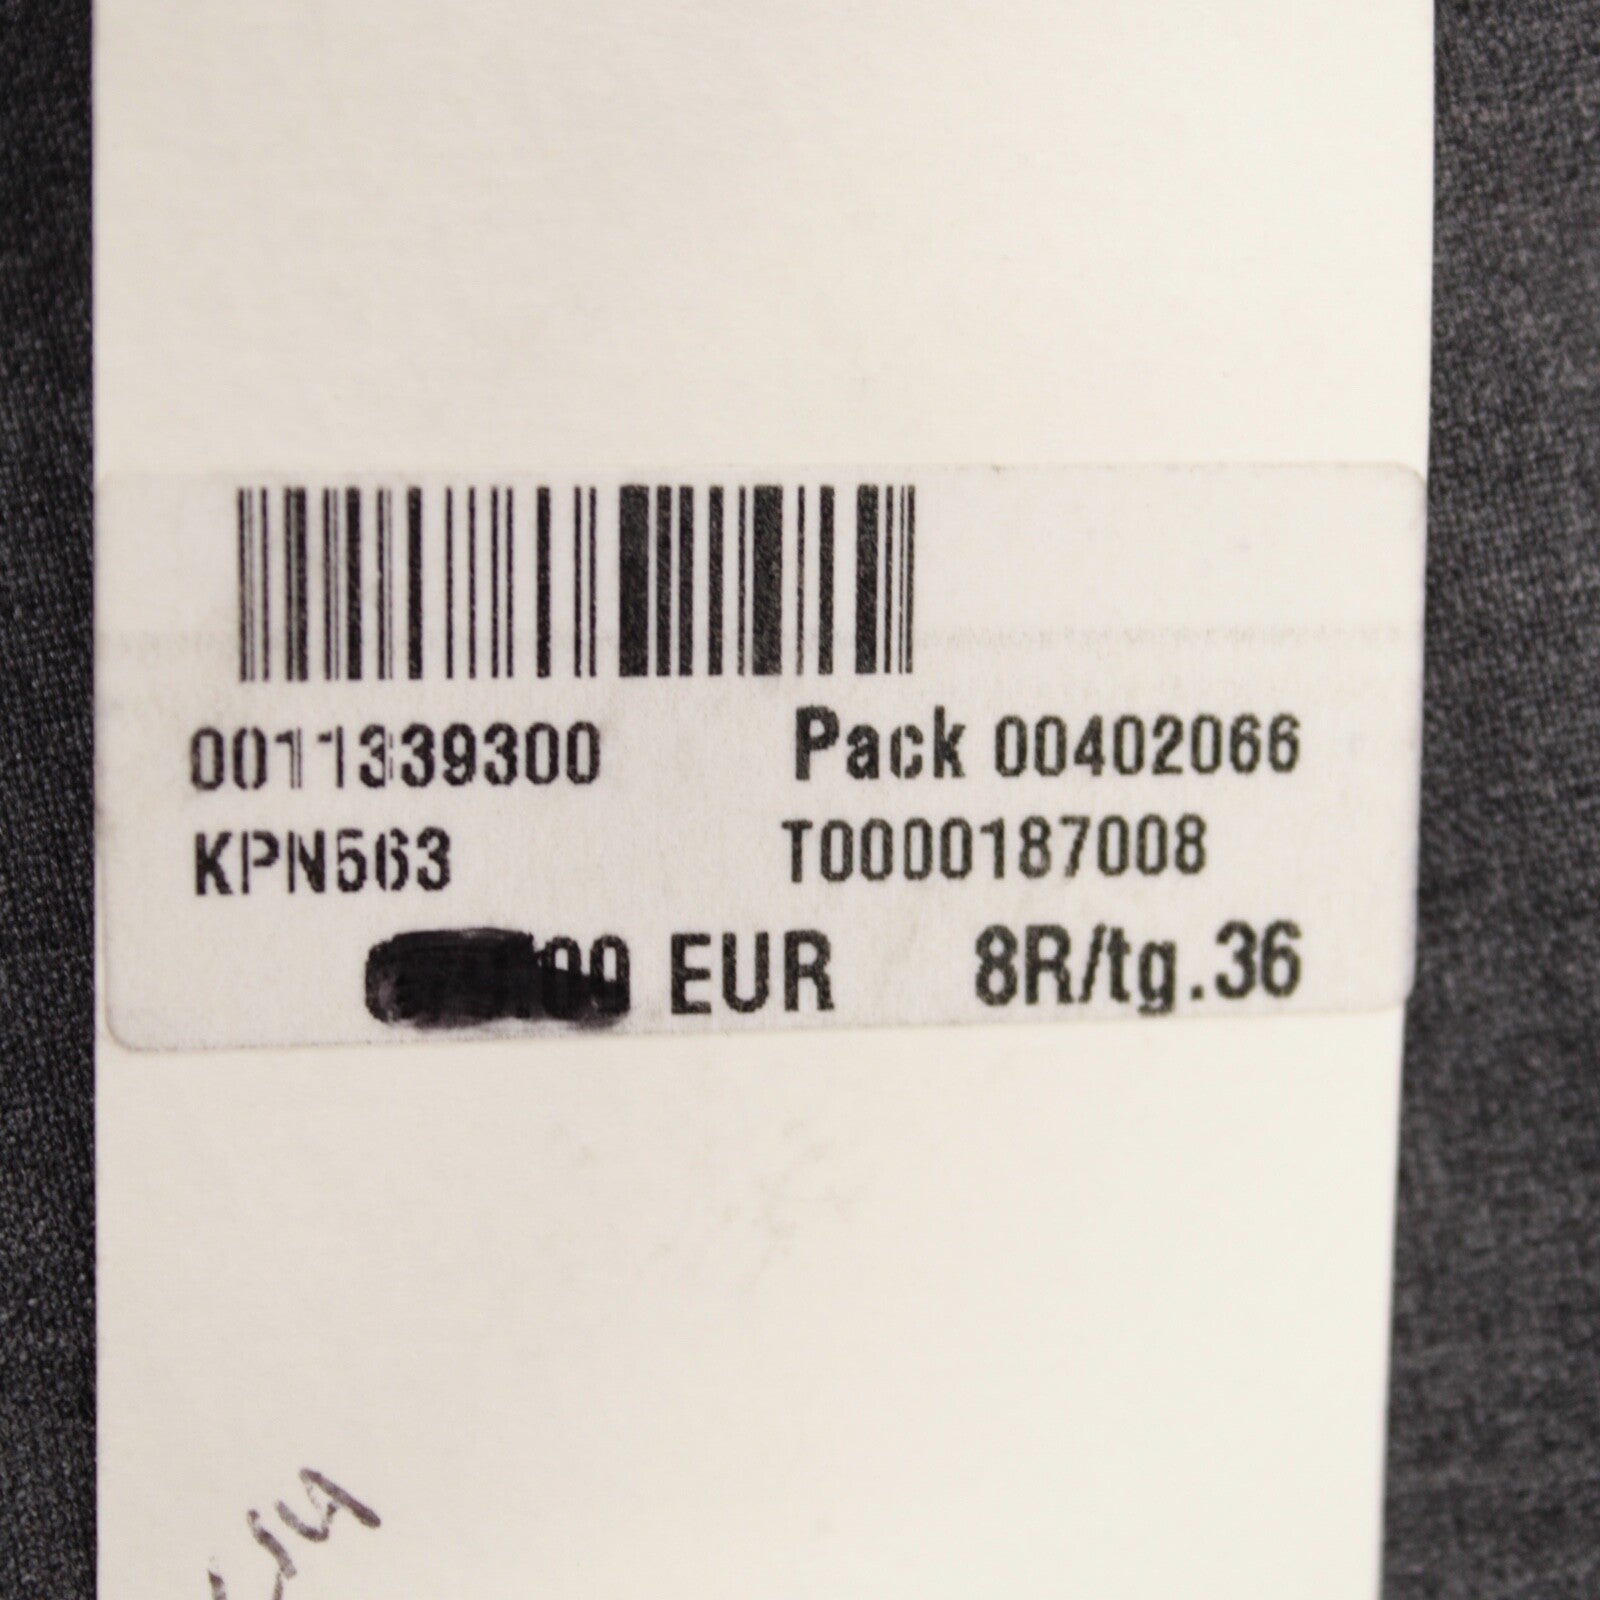 0011339300 Pack 00402066
KPN563 T0000187008
EUR 8R/tg.36